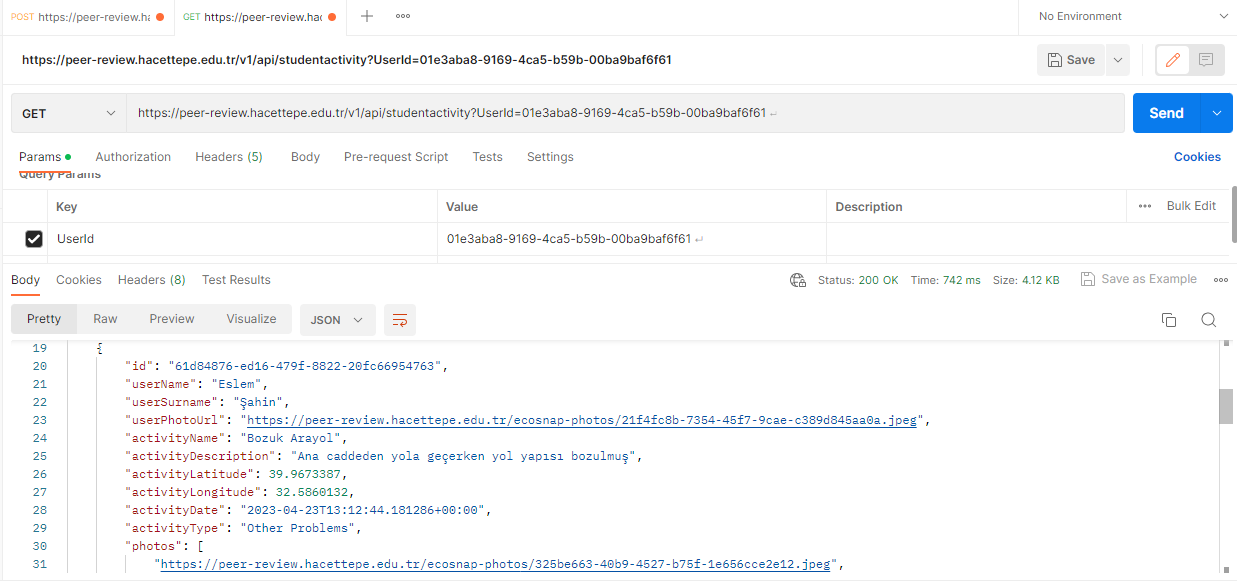 POST https://peer-review.ha
GET https://peer-review.hac
No Environment
https://peer-review.hacettepe.edu.tr/v1/api/studentactivity?UserId=01e3aba8-9169-4ca5-b59b-00ba9baf6f61
Save
GET https://peer-review.hacettepe.edu.tr/v1/api/studentactivity?UserId=01e3aba8-9169-4ca5-b59b-00ba9baf6f61
Send
Params Authorization Headers (5) Body Pre-request Script Tests Settings Cookies
Query Params
Key Value Description Bulk Edit
UserId 01e3aba8-9169-4ca5-b59b-00ba9baf6f61
Body Cookies Headers (8) Test Results Status: 200 OK Time: 742 ms Size: 4.12 KB Save as Example
Pretty Raw Preview Visualize JSON
19 {
20 "id": "61d84876-ed16-479f-8822-20fc66954763",
21 "userName": "Eslem",
22 "userSurname": "Şahin",
23 "userPhotoUrl": "https://peer-review.hacettepe.edu.tr/ecosnap-photos/21f4fc8b-7354-45f7-9cae-c389d845aa0a.jpeg",
24 "activityName": "Bozuk Arayol",
25 "activityDescription": "Ana caddeden yola geçerken yol yapısı bozulmuş",
26 "activityLatitude": 39.9673387,
27 "activityLongitude": 32.5860132,
28 "activityDate": "2023-04-23T13:12:44.181286+00:00",
29 "activityType": "Other Problems",
30 "photos": [
31 "https://peer-review.hacettepe.edu.tr/ecosnap-photos/325be663-40b9-4527-b75f-1e656cce2e12.jpeg",